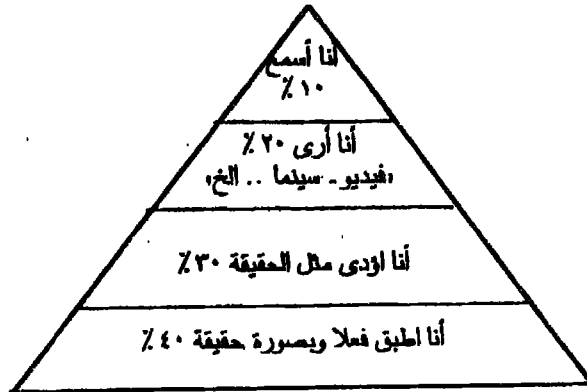 أنا أسمع
١٠ ٪
أنا أرى ٢٠ ٪
«فيديو ـ سينما .. الخ»
أنا اؤدى مثل الحقيقة ٣٠ ٪
أنا اطبق فعلا وبصورة حقيقة ٤٠ ٪